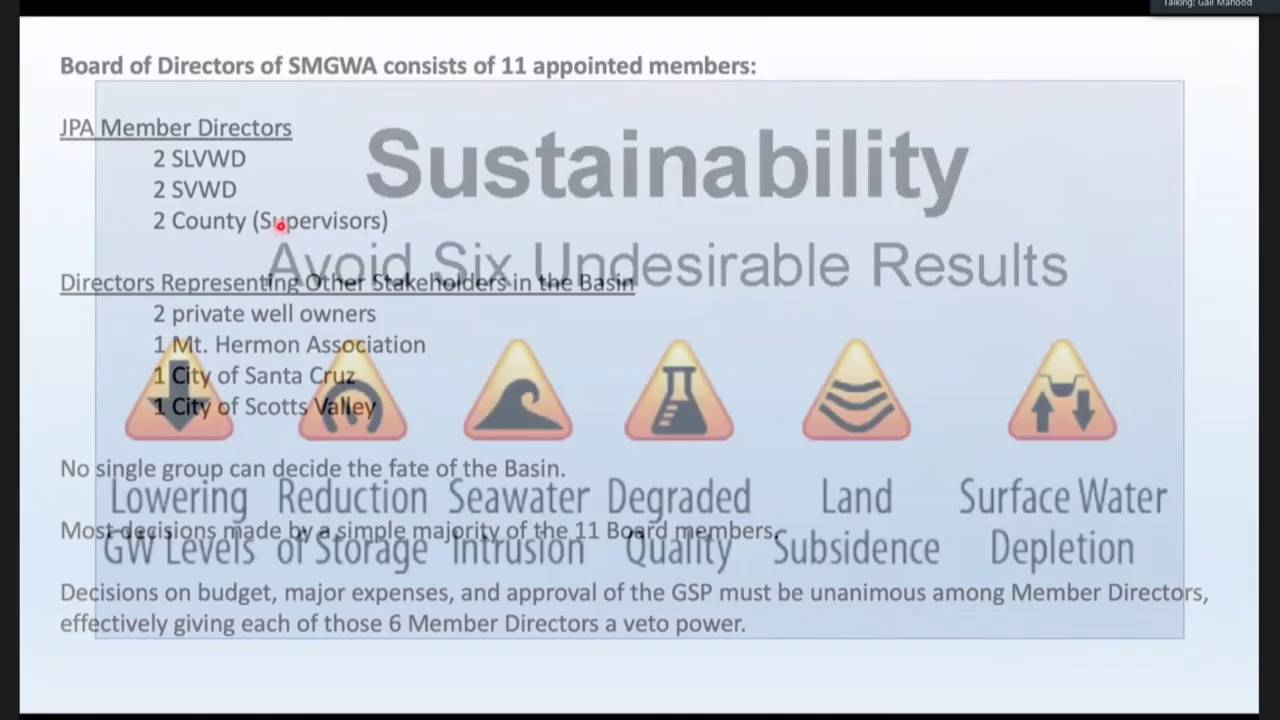 Talking: Gail Mahood
Board of Directors of SMGWA consists of 11 appointed members:
JPA Member Directors
2 SLVWD
2 SVWD
2 County (Supervisors)
Directors Representing Other Stakeholders in the Basin
2 private well owners
1 Mt. Hermon Association
1 City of Santa Cruz
1 City of Scotts Valley
No single group can decide the fate of the Basin.
Most decisions made by a simple majority of the 11 Board members.
Decisions on budget, major expenses, and approval of the GSP must be unanimous among Member Directors,
effectively giving each of those 6 Member Directors a veto power.
Sustainability
Avoid Six Undesirable Results
Lowering
GW Levels
Reduction
of Storage
Seawater
Intrusion
Degraded
Quality
Land
Subsidence
Surface Water
Depletion